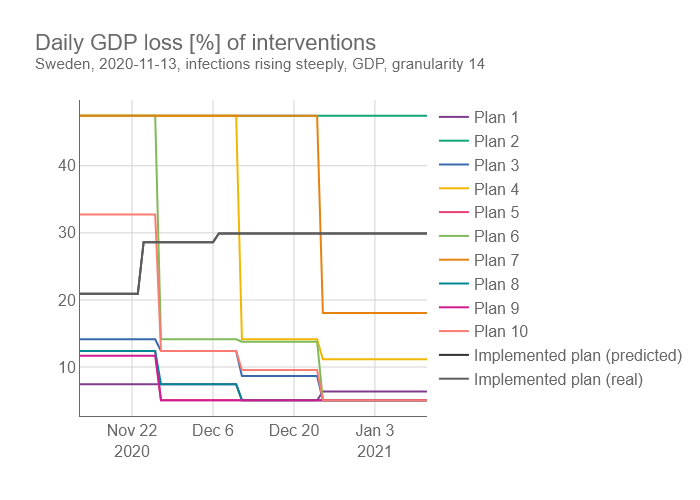 Daily GDP loss [%] of interventions
Sweden, 2020-11-13, infections rising steeply, GDP, granularity 14
40
30
20
10
Nov 22
2020
Dec 6
Dec 20
Jan 3
2021
Plan 1
Plan 2
Plan 3
Plan 4
Plan 5
Plan 6
Plan 7
Plan 8
Plan 9
Plan 10
Implemented plan (predicted)
Implemented plan (real)